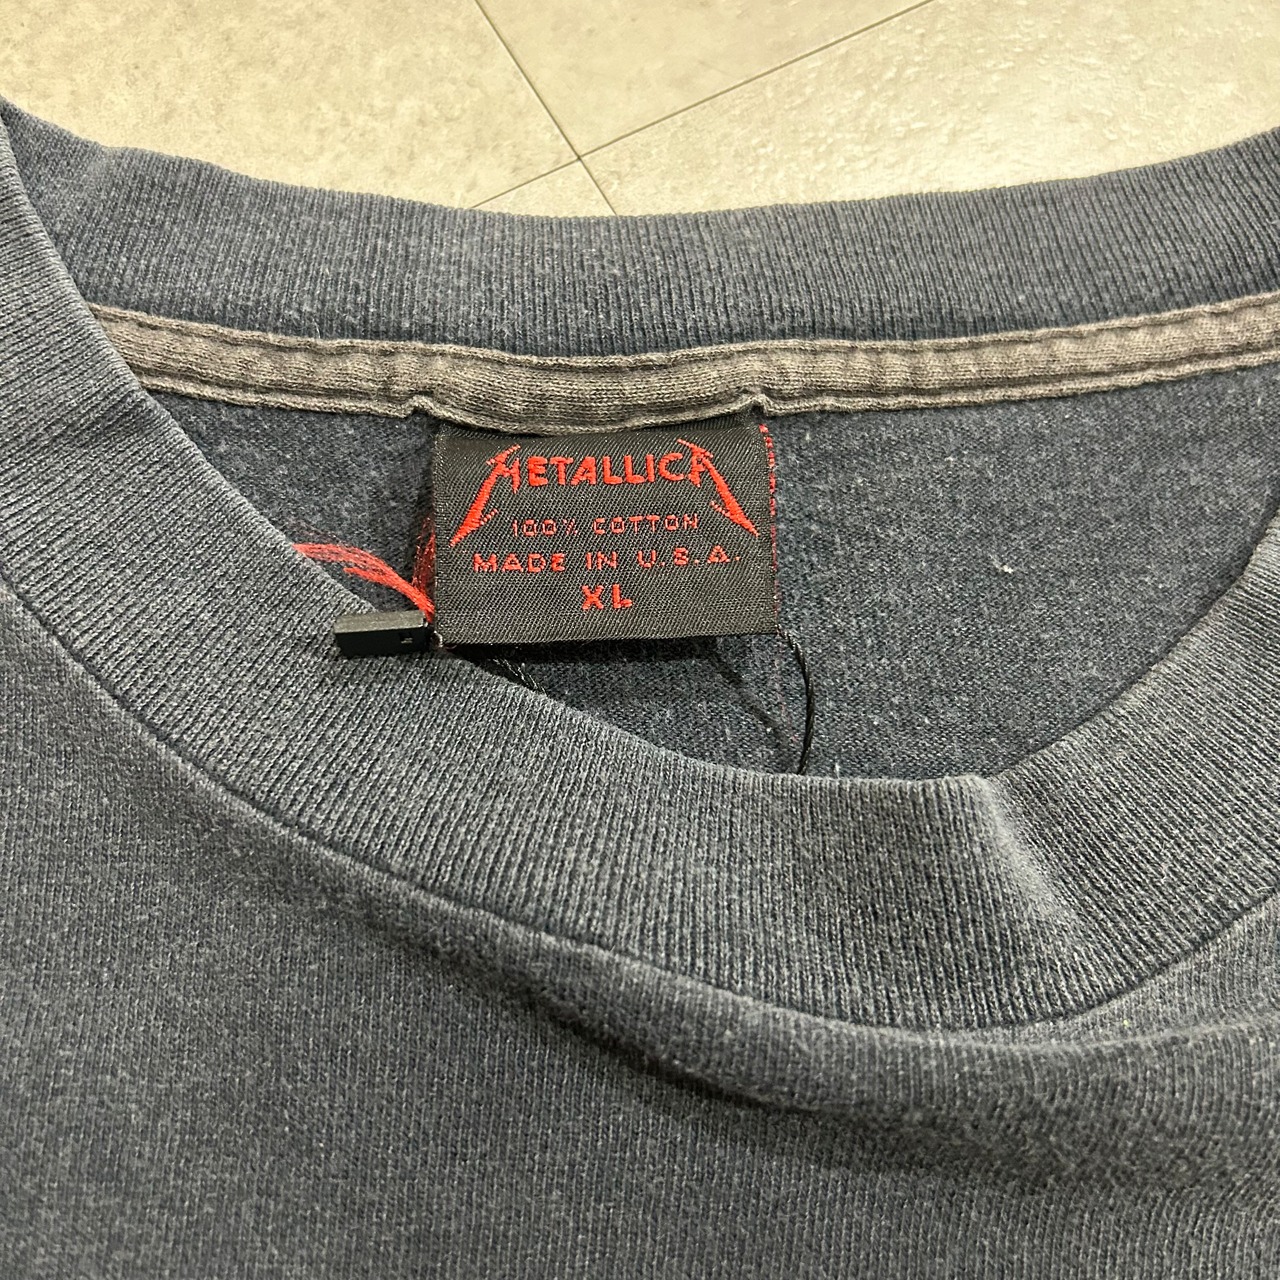 METALLICA
100% COTTON
MADE IN U.S.A.
XL